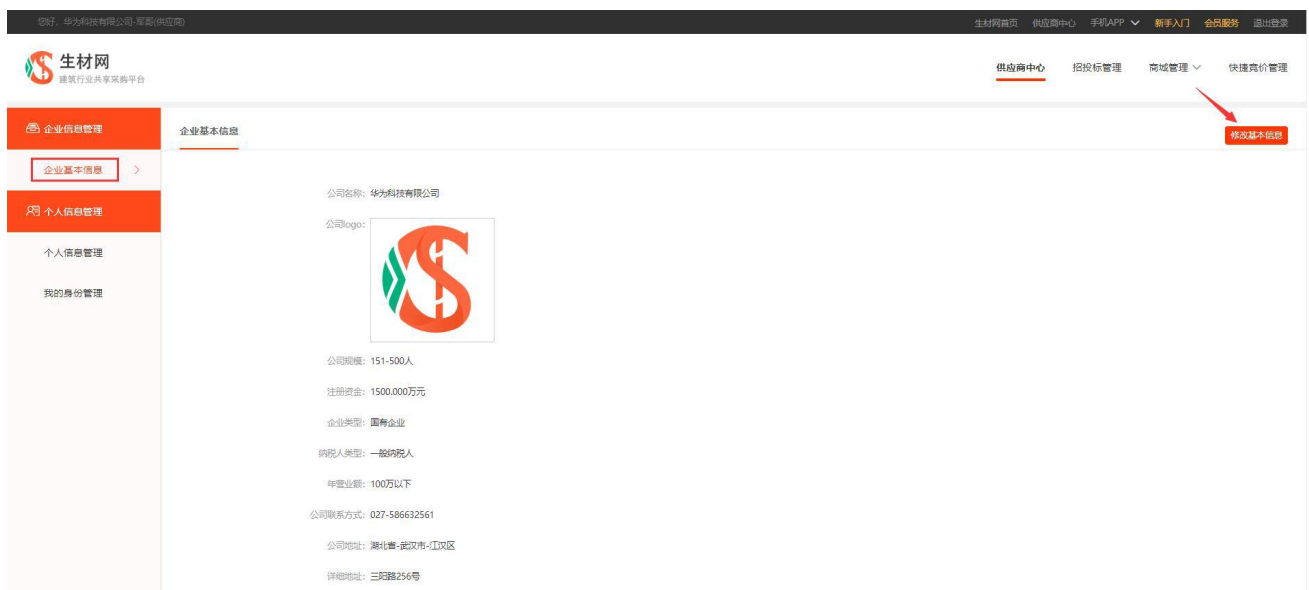 您好，华为科技有限公司-军哥(供应商)
生材网首页 供应商中心 手机APP 新手入门 会员服务 退出登录
生材网
建筑行业共享采购平台
供应商中心 招投标管理 商城管理 快捷竞价管理
企业信息管理
企业基本信息
修改基本信息
企业基本信息
个人信息管理
个人信息管理
我的身份管理
公司名称：华为科技有限公司
公司logo：
公司规模：151-500人
注册资金：1500.000万元
企业类型：国有企业
纳税人类型：一般纳税人
年营业额：100万以下
公司联系方式：027-586632561
公司地址：湖北省-武汉市-江汉区
详细地址：三阳路256号